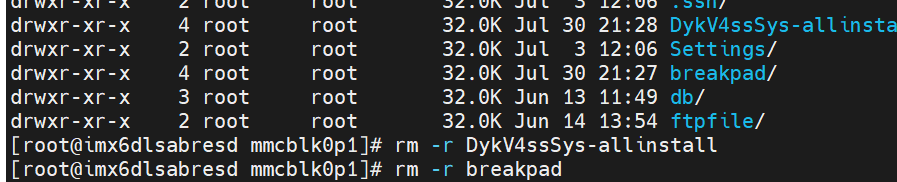 drwxr-xr-x 2 root root 32.0K Jul 3 12:06 .ssh/
drwxr-xr-x 4 root root 32.0K Jul 30 21:28 DykV4ssSys-allinsta
drwxr-xr-x 2 root root 32.0K Jul 3 12:06 Settings/
drwxr-xr-x 4 root root 32.0K Jul 30 21:27 breakpad/
drwxr-xr-x 3 root root 32.0K Jun 13 11:49 db/
drwxr-xr-x 2 root root 32.0K Jun 14 13:54 ftpfile/
[root@imx6dlsabresd mmcblk0p1]# rm -r DykV4ssSys-allinstall
[root@imx6dlsabresd mmcblk0p1]# rm -r breakpad